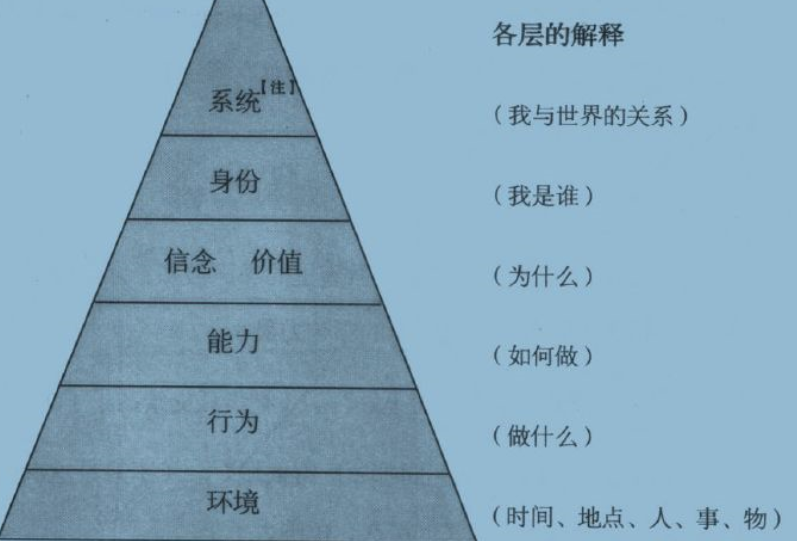 各层的解释
系统【注】 (我与世界的关系)
身份 (我是谁)
信念 价值 (为什么)
能力 (如何做)
行为 (做什么)
环境 (时间、地点、人、事、物)